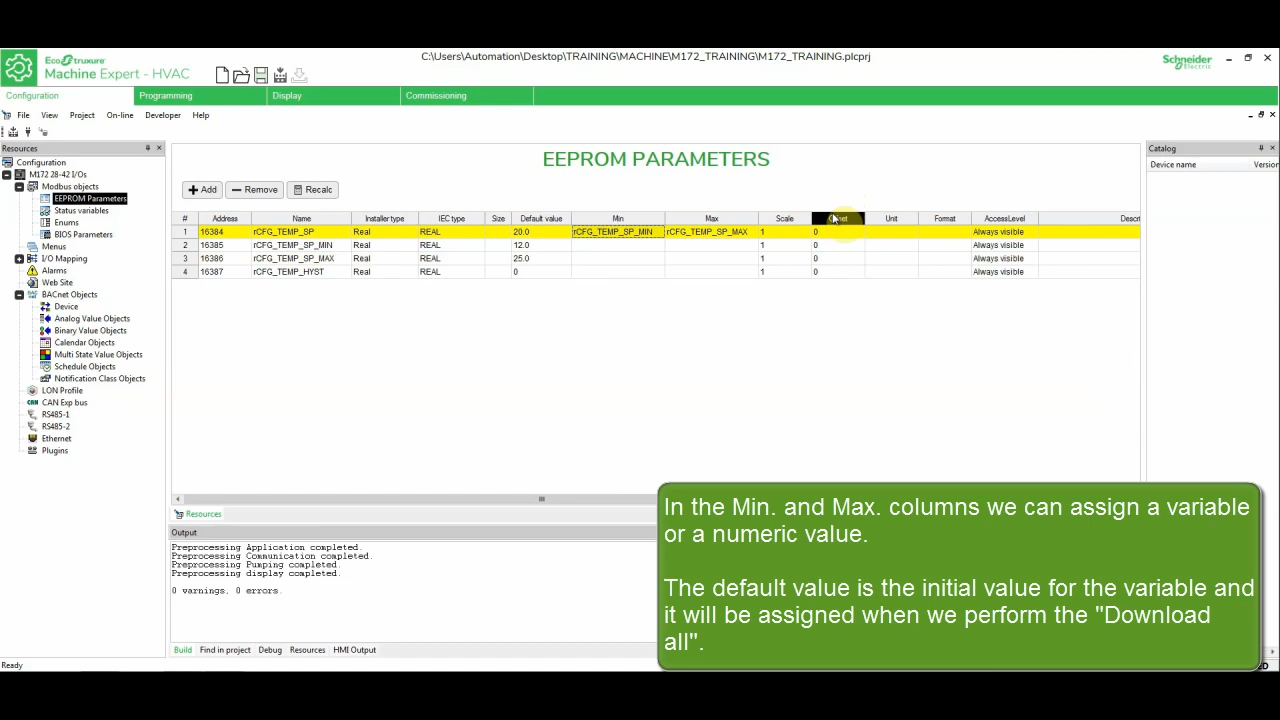 C:\Users\Automation\Desktop\TRAINING\MACHINE\M172_TRAINING\M172_TRAINING.plcprj
EcoStruxure
Machine Expert - HVAC
Schneider Electric
Configuration Programming Display Commissioning
File View Project On-line Developer Help
Resources
Configuration
M172 28-42 I/Os
Modbus objects
EEPROM Parameters
Status variables
Enums
BIOS Parameters
Menus
I/O Mapping
Alarms
Web Site
BACnet Objects
Device
Analog Value Objects
Binary Value Objects
Calendar Objects
Multi State Value Objects
Schedule Objects
Notification Class Objects
LON Profile
CAN Exp bus
RS485-1
RS485-2
Ethernet
Plugins
EEPROM PARAMETERS
Add Remove Recalc
# Address Name Installer type IEC type Size Default value Min Max Scale Unit Format AccessLevel Descr
1 16384 rCFG_TEMP_SP Real REAL 20.0 rCFG_TEMP_SP_MIN rCFG_TEMP_SP_MAX 1 0 Always visible
2 16385 rCFG_TEMP_SP_MIN Real REAL 12.0 1 0 Always visible
3 16386 rCFG_TEMP_SP_MAX Real REAL 25.0 1 0 Always visible
4 16387 rCFG_TEMP_HYST Real REAL 0 1 0 Always visible
Catalog
Device name Version
Resources
Output
Preprocessing Application completed.
Preprocessing Communication completed.
Preprocessing Pumping completed.
Preprocessing display completed.
0 warnings, 0 errors.
Build Find in project Debug Resources HMI Output
Ready
In the Min. and Max. columns we can assign a variable
or a numeric value.
The default value is the initial value for the variable and
it will be assigned when we perform the "Download
all".